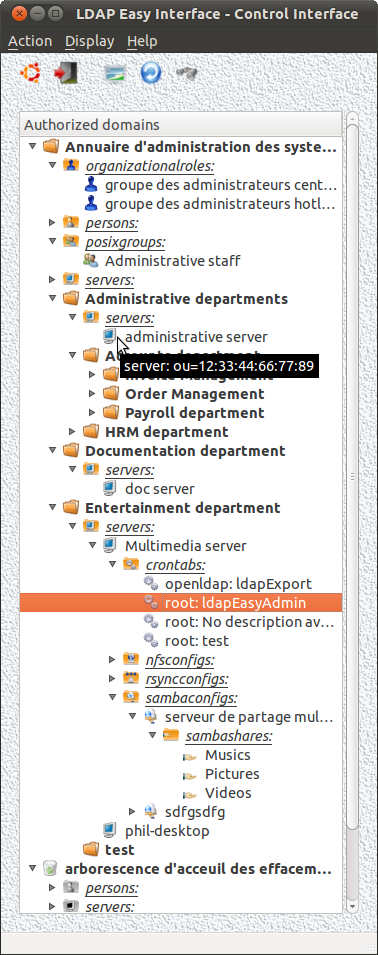 LDAP Easy Interface - Control Interface
Action Display Help
Authorized domains
Annuaire d'administration des syste...
organizationalroles:
groupe des administrateurs cent...
groupe des administrateurs hotl...
persons:
posixgroups:
Administrative staff
servers:
Administrative departments
servers:
administrative server
server: ou=12:33:44:66:77:89
Order Management
Payroll department
HRM department
Documentation department
servers:
doc server
Entertainment department
servers:
Multimedia server
crontabs:
openldap: ldapExport
root: ldapEasyAdmin
root: No description av...
root: test
nfsconfigs:
rsyncconfigs:
sambaconfigs:
serveur de partage mul...
sambashares:
Musics
Pictures
Videos
sdfgsdfg
phil-desktop
test
arborescence d'acceuil des effacem...
persons:
servers: